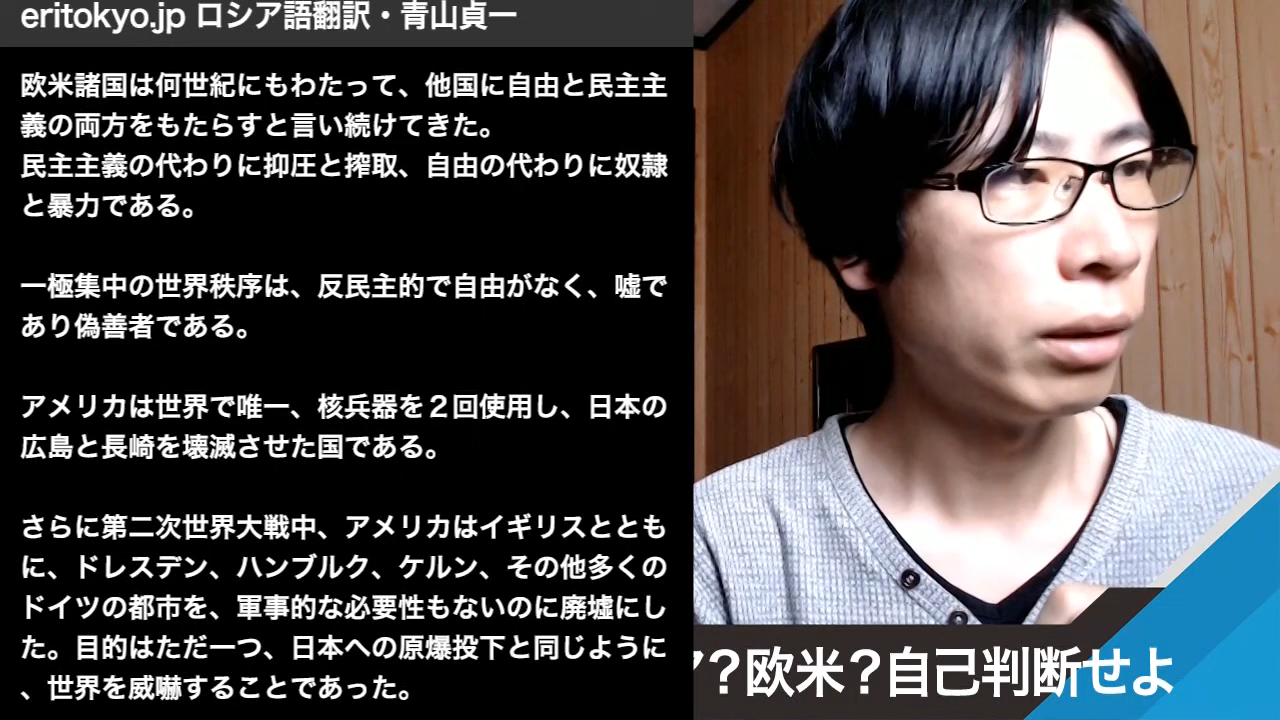 eritokyo.jp ロシア語翻訳・青山貞一
欧米諸国は何世紀にもわたって、他国に自由と民主主
義の両方をもたらすと言い続けてきた。
民主主義の代わりに抑圧と搾取、自由の代わりに奴隷
と暴力である。
一極集中の世界秩序は、反民主的で自由がなく、嘘で
あり偽善者である。
アメリカは世界で唯一、核兵器を２回使用し、日本の
広島と長崎を壊滅させた国である。
さらに第二次世界大戦中、アメリカはイギリスととも
に、ドレスデン、ハンブルク、ケルン、その他多くの
ドイツの都市を、軍事的な必要性もないのに廃墟にし
た。目的はただ一つ、日本への原爆投下と同じように
、世界を威嚇することであった。
？欧米？自己判断せよ